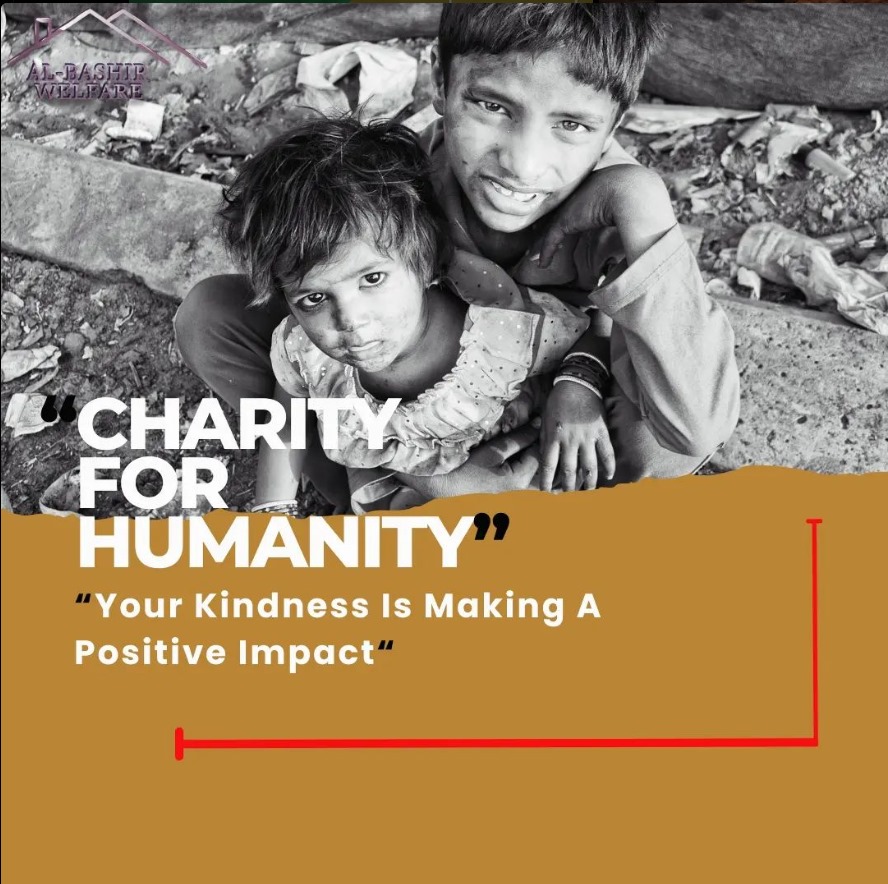 AL-BASHIR
WELFARE
“CHARITY
FOR
HUMANITY”
“Your Kindness Is Making A
Positive Impact“